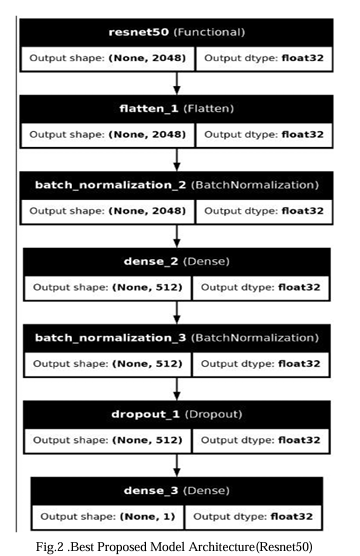 resnet50 (Functional)
Output shape: (None, 2048) Output dtype: float32
flatten_1 (Flatten)
Output shape: (None, 2048) Output dtype: float32
batch_normalization_2 (BatchNormalization)
Output shape: (None, 2048) Output dtype: float32
dense_2 (Dense)
Output shape: (None, 512) Output dtype: float32
batch_normalization_3 (BatchNormalization)
Output shape: (None, 512) Output dtype: float32
dropout_1 (Dropout)
Output shape: (None, 512) Output dtype: float32
dense_3 (Dense)
Output shape: (None, 1) Output dtype: float32
Fig.2 .Best Proposed Model Architecture(Resnet50)